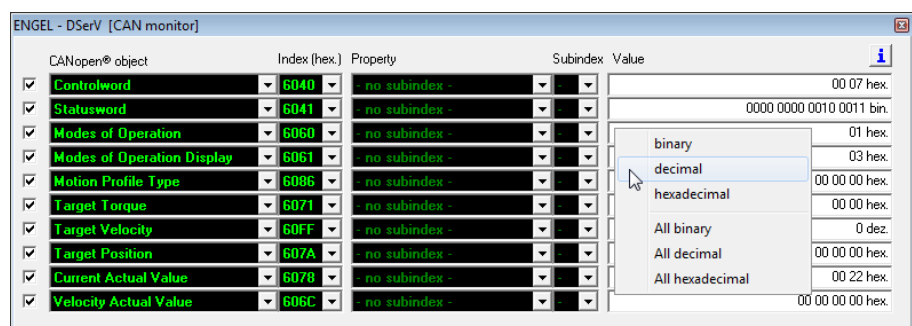 ENGEL - DSerV [CAN monitor]
CANopen® object Index (hex.) Property Subindex Value i
Controlword 6040 - no subindex - - 00 07 hex.
Statusword 6041 - no subindex - - 0000 0000 0010 0011 bin.
Modes of Operation 6060 - no subindex - - 01 hex.
Modes of Operation Display 6061 - no subindex - - 03 hex.
Motion Profile Type 6086 - no subindex - - 00 00 00 hex.
Target Torque 6071 - no subindex - - 00 00 hex.
Target Velocity 60FF - no subindex - - 0 dez.
Target Position 607A - no subindex - - 00 00 00 hex.
Current Actual Value 6078 - no subindex - - 00 22 hex.
Velocity Actual Value 606C - no subindex - - 00 00 00 00 hex.
binary
decimal
hexadecimal
All binary
All decimal
All hexadecimal